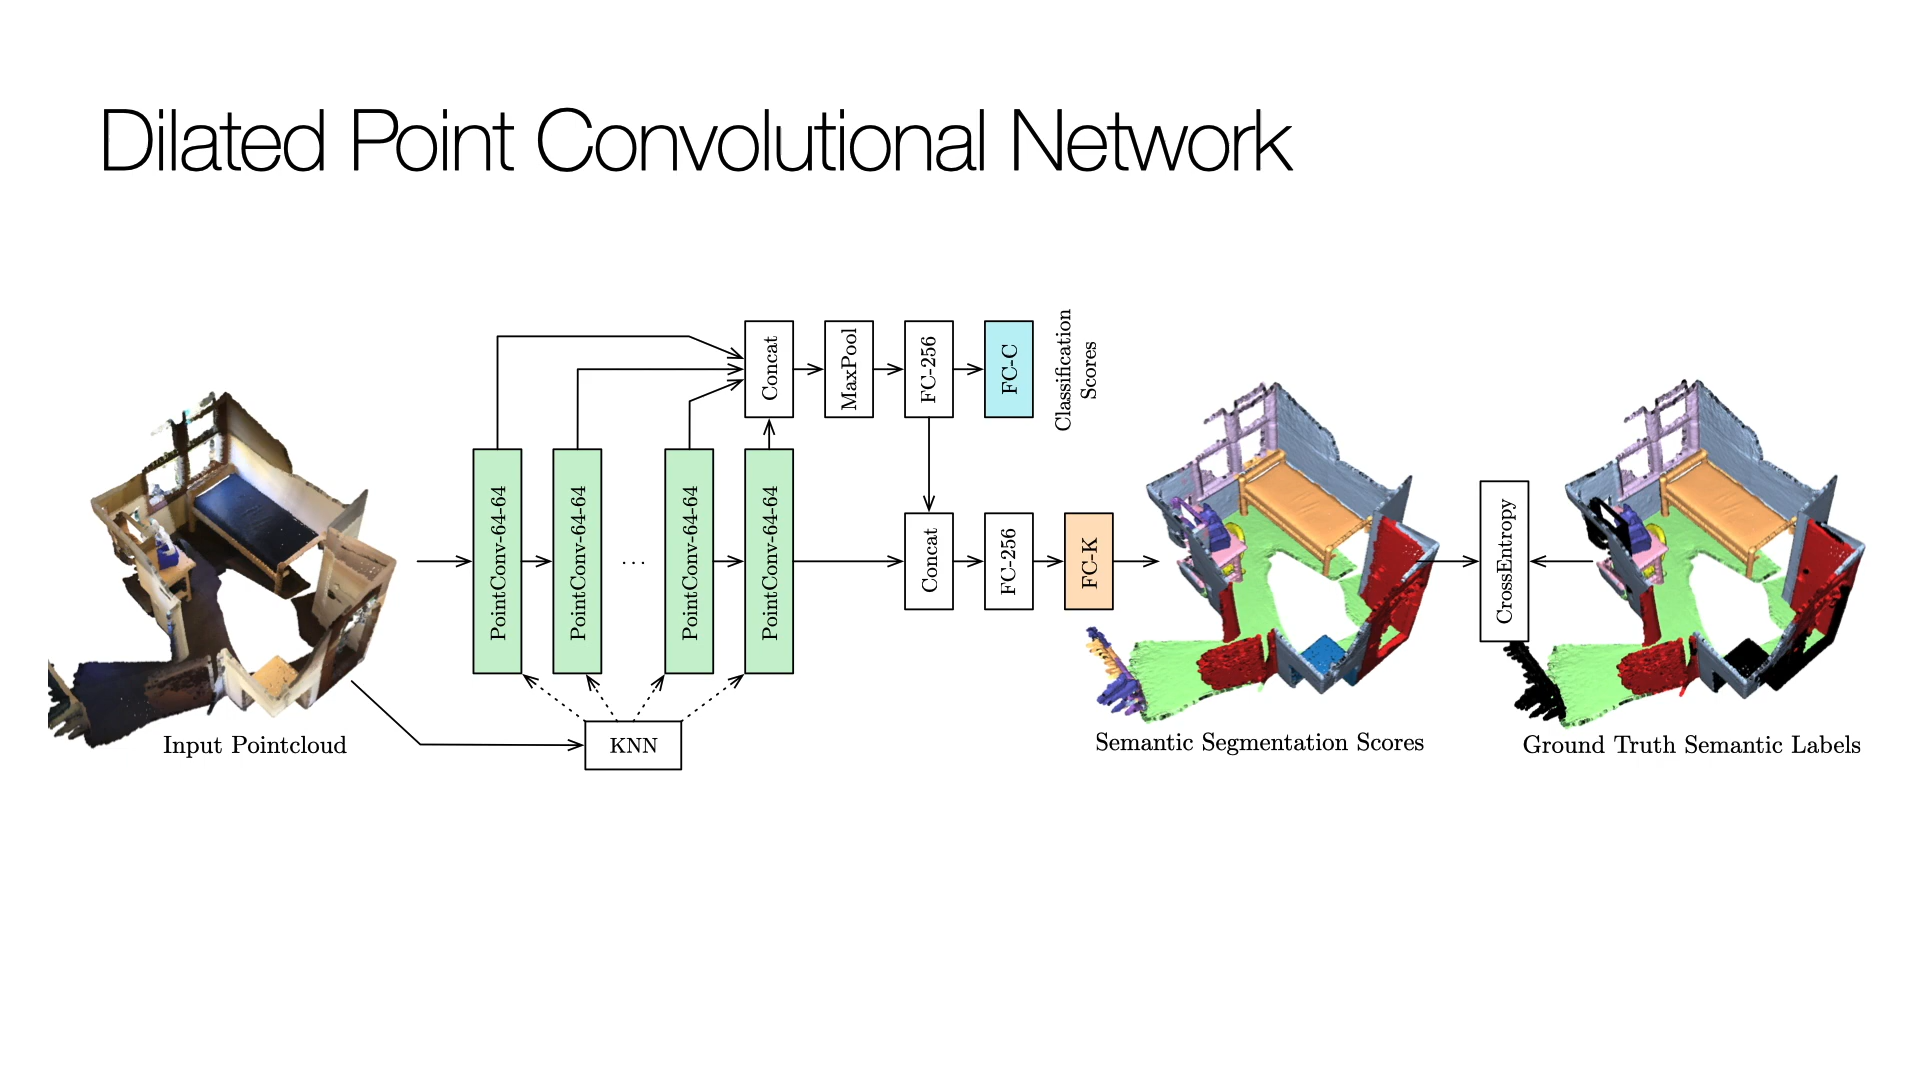 Dilated Point Convolutional Network
Concat
MaxPool
FC-256
FC-C
Classification
Scores
PointConv-64-64
PointConv-64-64
...
PointConv-64-64
PointConv-64-64
Concat
FC-256
FC-K
CrossEntropy
KNN
Input Pointcloud
Semantic Segmentation Scores
Ground Truth Semantic Labels